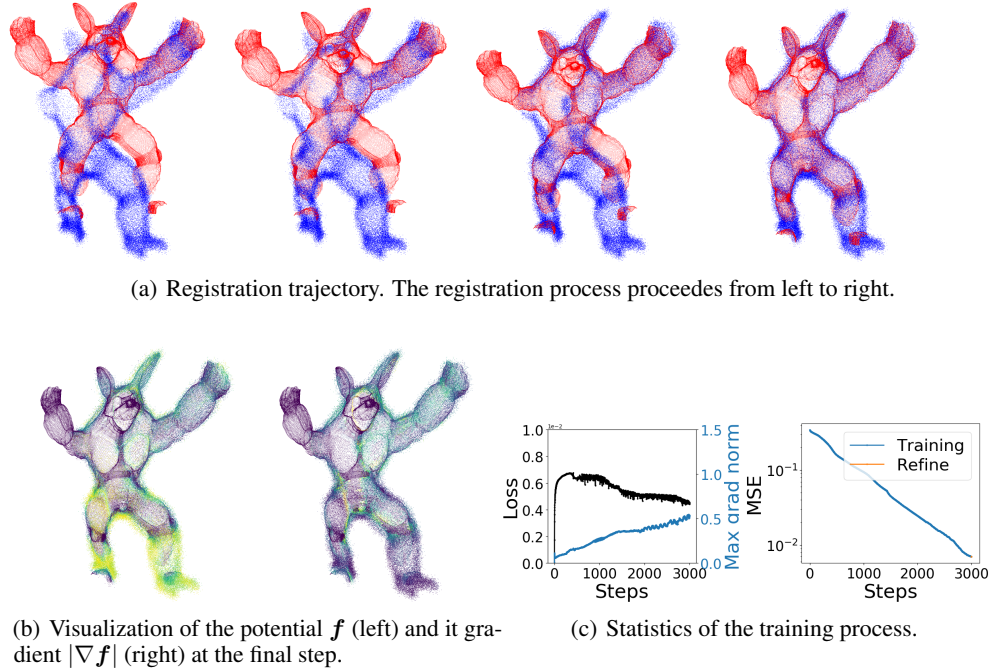 (a) Registration trajectory. The registration process proceedes from left to right.
(b) Visualization of the potential f (left) and it gra-
dient |∇f| (right) at the final step.
1e-2
1.0
0.8
0.6
0.4
0.2
0.0
Loss
0
1000
2000
3000
Steps
1.5
1.0
0.5
0.0
Max grad norm
MSE
10⁻¹
10⁻²
Training
Refine
0
1000
2000
3000
Steps
(c) Statistics of the training process.